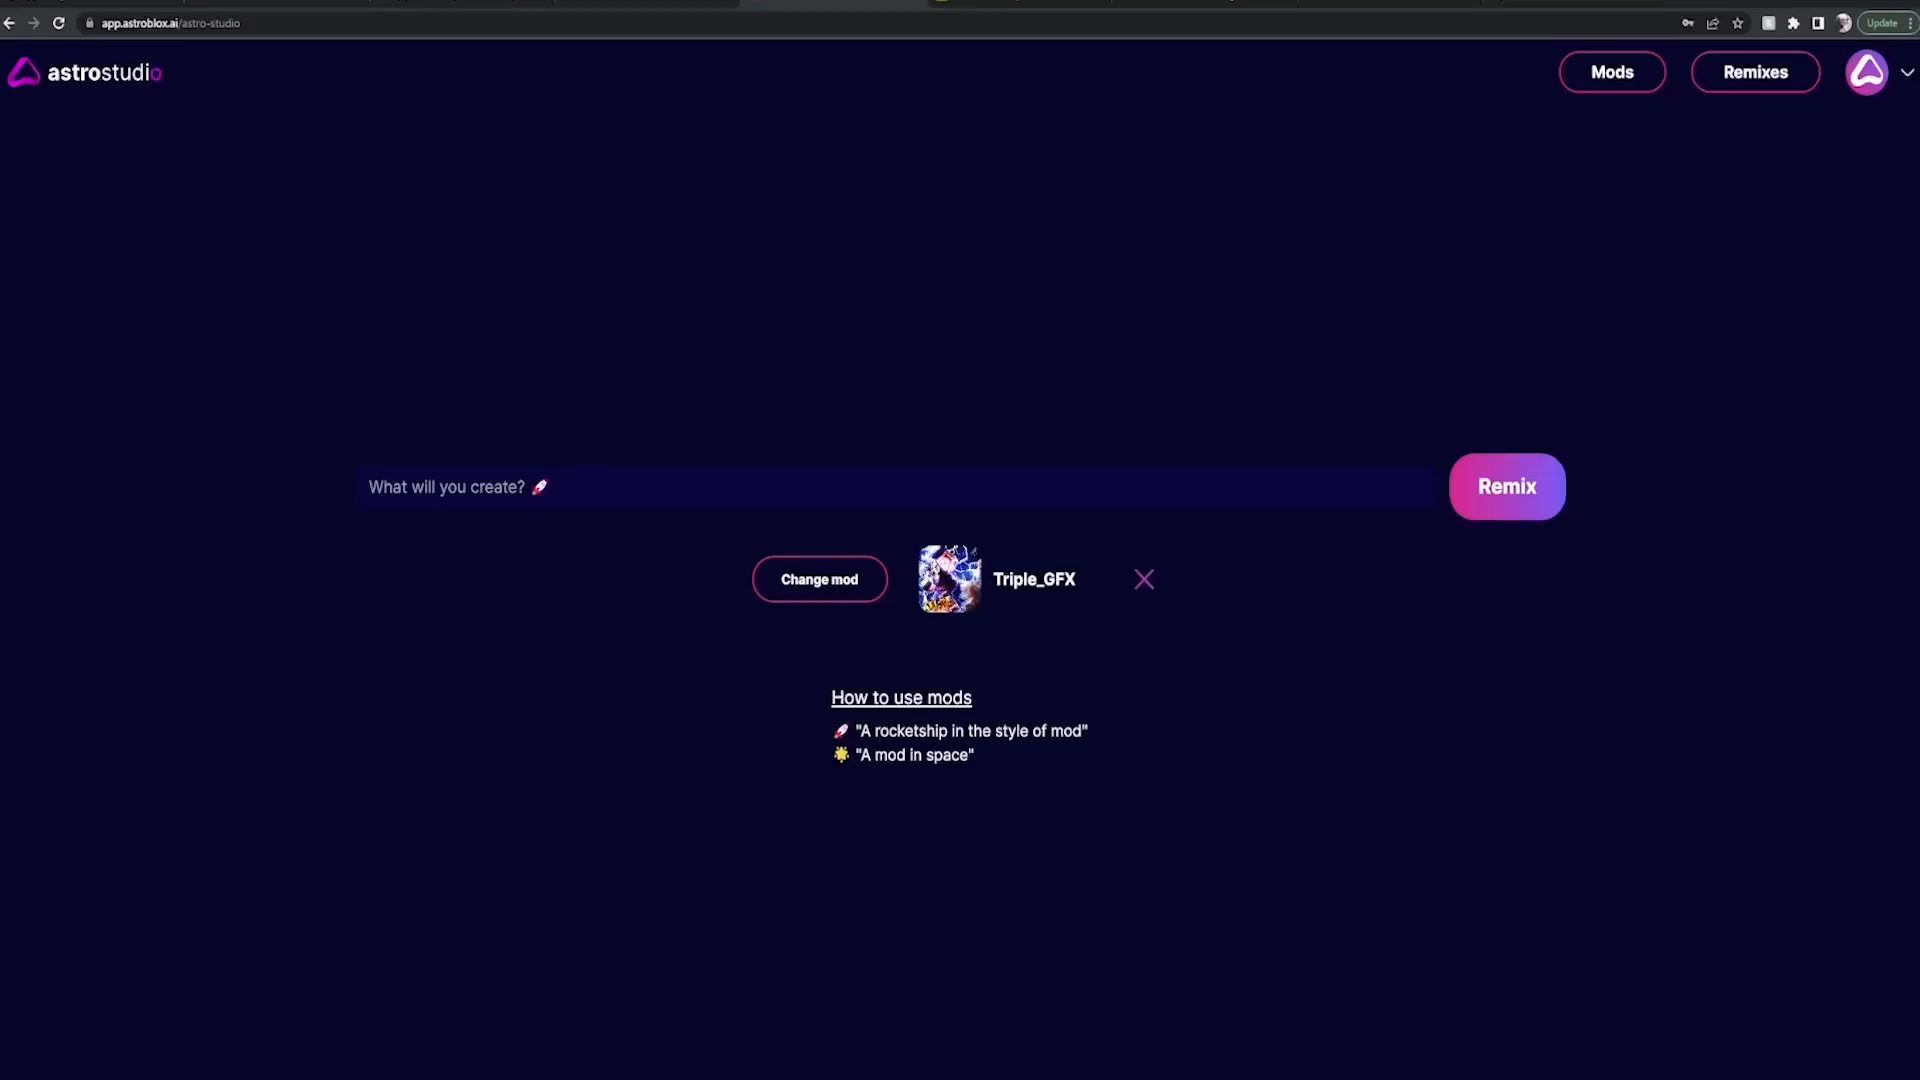 app.astroblox.ai/astro-studio
Update
astrostudio
Mods
Remixes
What will you create? 🚀
Remix
Change mod
Triple_GFX
How to use mods
🚀 "A rocketship in the style of mod"
🌟 "A mod in space"